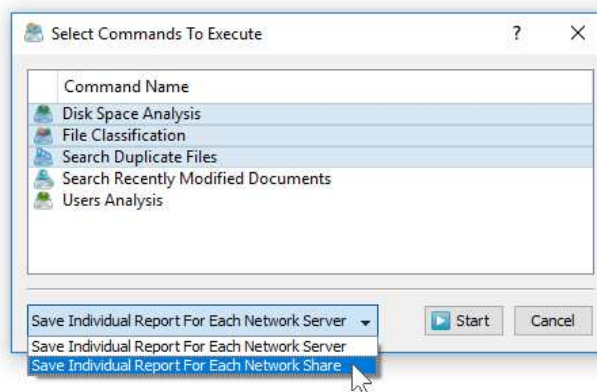 Select Commands To Execute ?
Command Name
Disk Space Analysis
File Classification
Search Duplicate Files
Search Recently Modified Documents
Users Analysis
Save Individual Report For Each Network Server Start Cancel
Save Individual Report For Each Network Server
Save Individual Report For Each Network Share